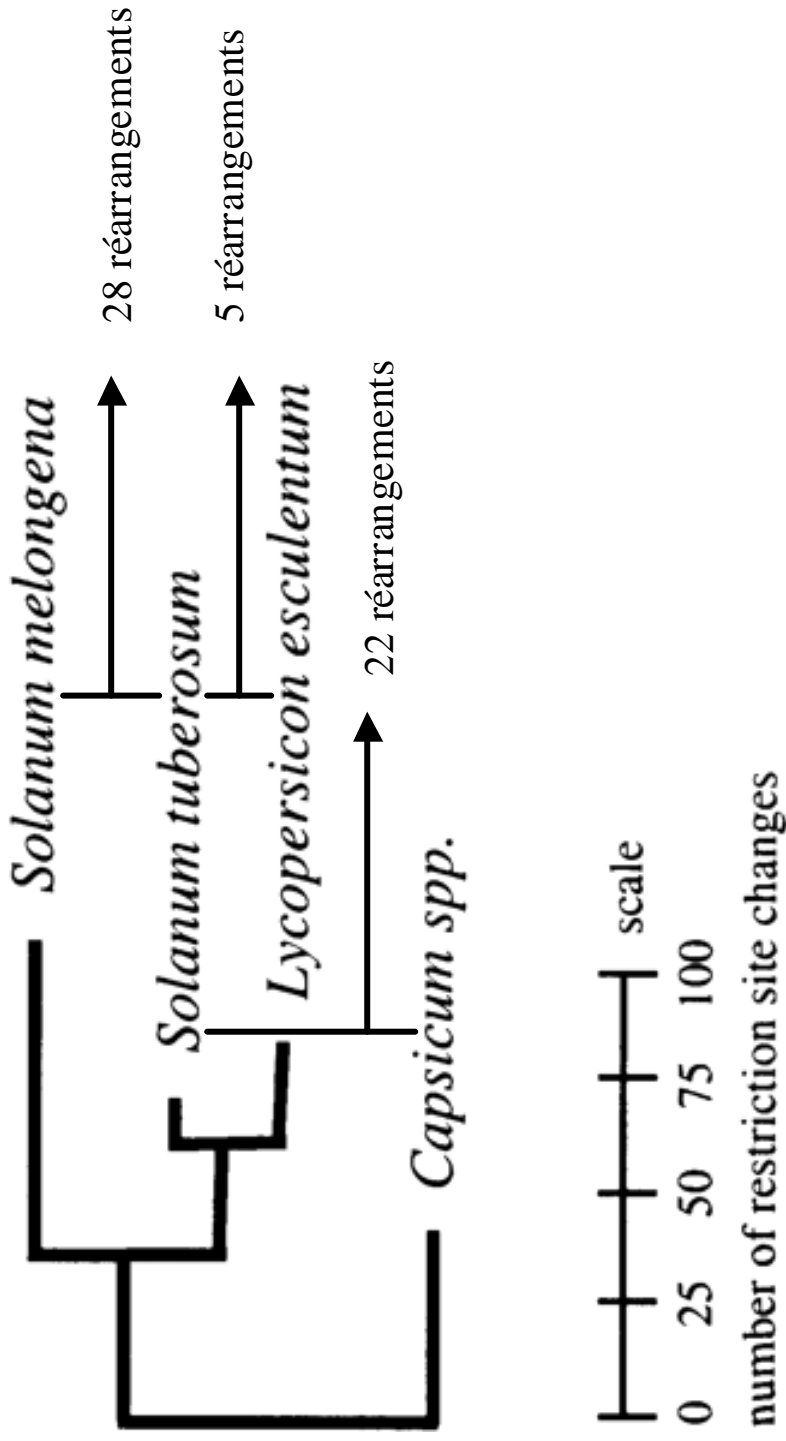 Solanum melongena
28 réarrangements
Solanum tuberosum
5 réarrangements
Lycopersicon esculentum
22 réarrangements
Capsicum spp.
scale
0 25 50 75 100
number of restriction site changes